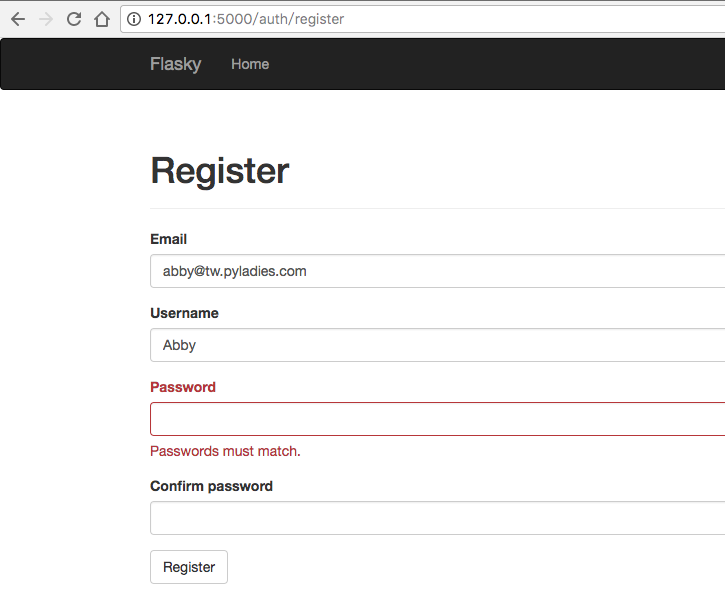 127.0.0.1:5000/auth/register
Flasky Home
Register
Email
abby@tw.pyladies.com
Username
Abby
Password
Passwords must match.
Confirm password
Register